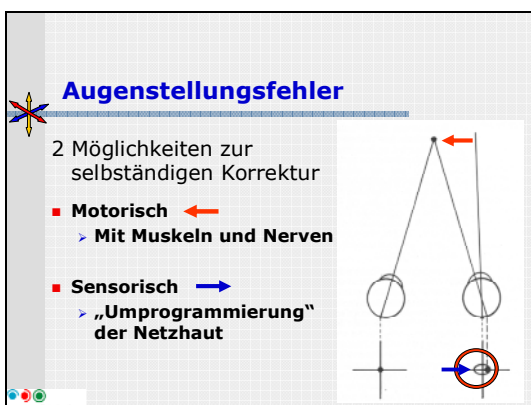 Augenstellungsfehler
2 Möglichkeiten zur
selbständigen Korrektur
Motorisch
Mit Muskeln und Nerven
Sensorisch
„Umprogrammierung“
der Netzhaut